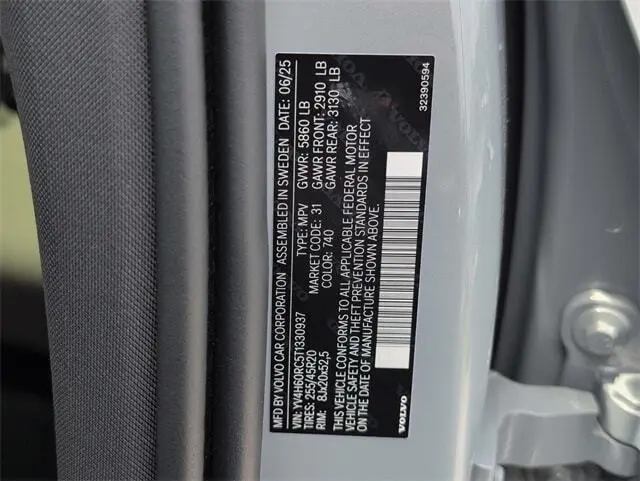 MFD BY VOLVO CAR CORPORATION ASSEMBLED IN SWEDEN DATE: 06/25
VIN: YV4H60RC5T1330937 TYPE: MPV GVWR: 5860 LB
TIRES: 255/45R20 MARKET CODE: 31 GAWR FRONT: 2910 LB
RIM: 8Jx20x52,5 COLOR: 740 GAWR REAR: 3130 LB
THIS VEHICLE CONFORMS TO ALL APPLICABLE FEDERAL MOTOR
VEHICLE SAFETY AND THEFT PREVENTION STANDARDS IN EFFECT
ON THE DATE OF MANUFACTURE SHOWN ABOVE.
VOLVO
32390594